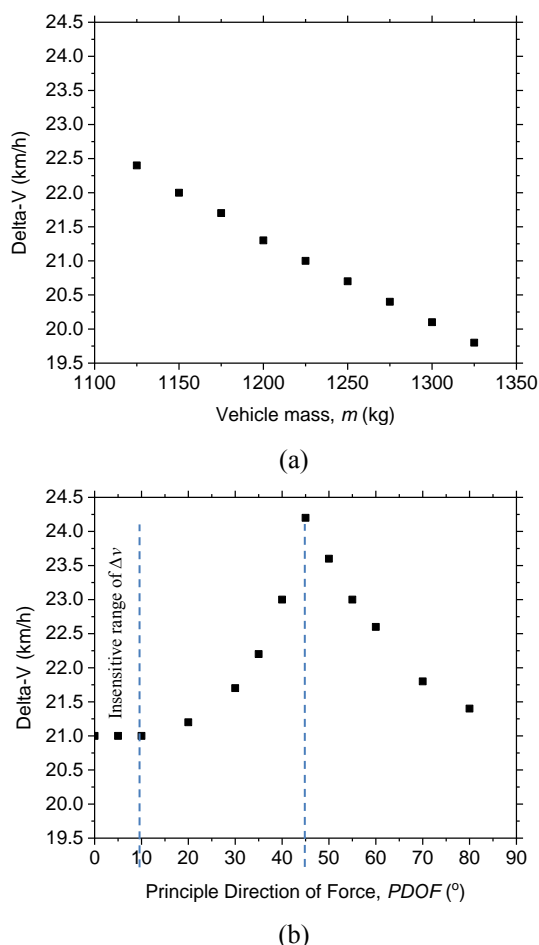 24.5
24.0
23.5
23.0
22.5
22.0
21.5
21.0
20.5
20.0
19.5
Delta-V (km/h)
1100 1150 1200 1250 1300 1350
Vehicle mass, m (kg)
(a)
24.5
24.0
23.5
23.0
22.5
22.0
21.5
21.0
20.5
20.0
19.5
Delta-V (km/h)
Insensitive range of Δv
0 10 20 30 40 50 60 70 80 90
Principle Direction of Force, PDOF (o)
(b)